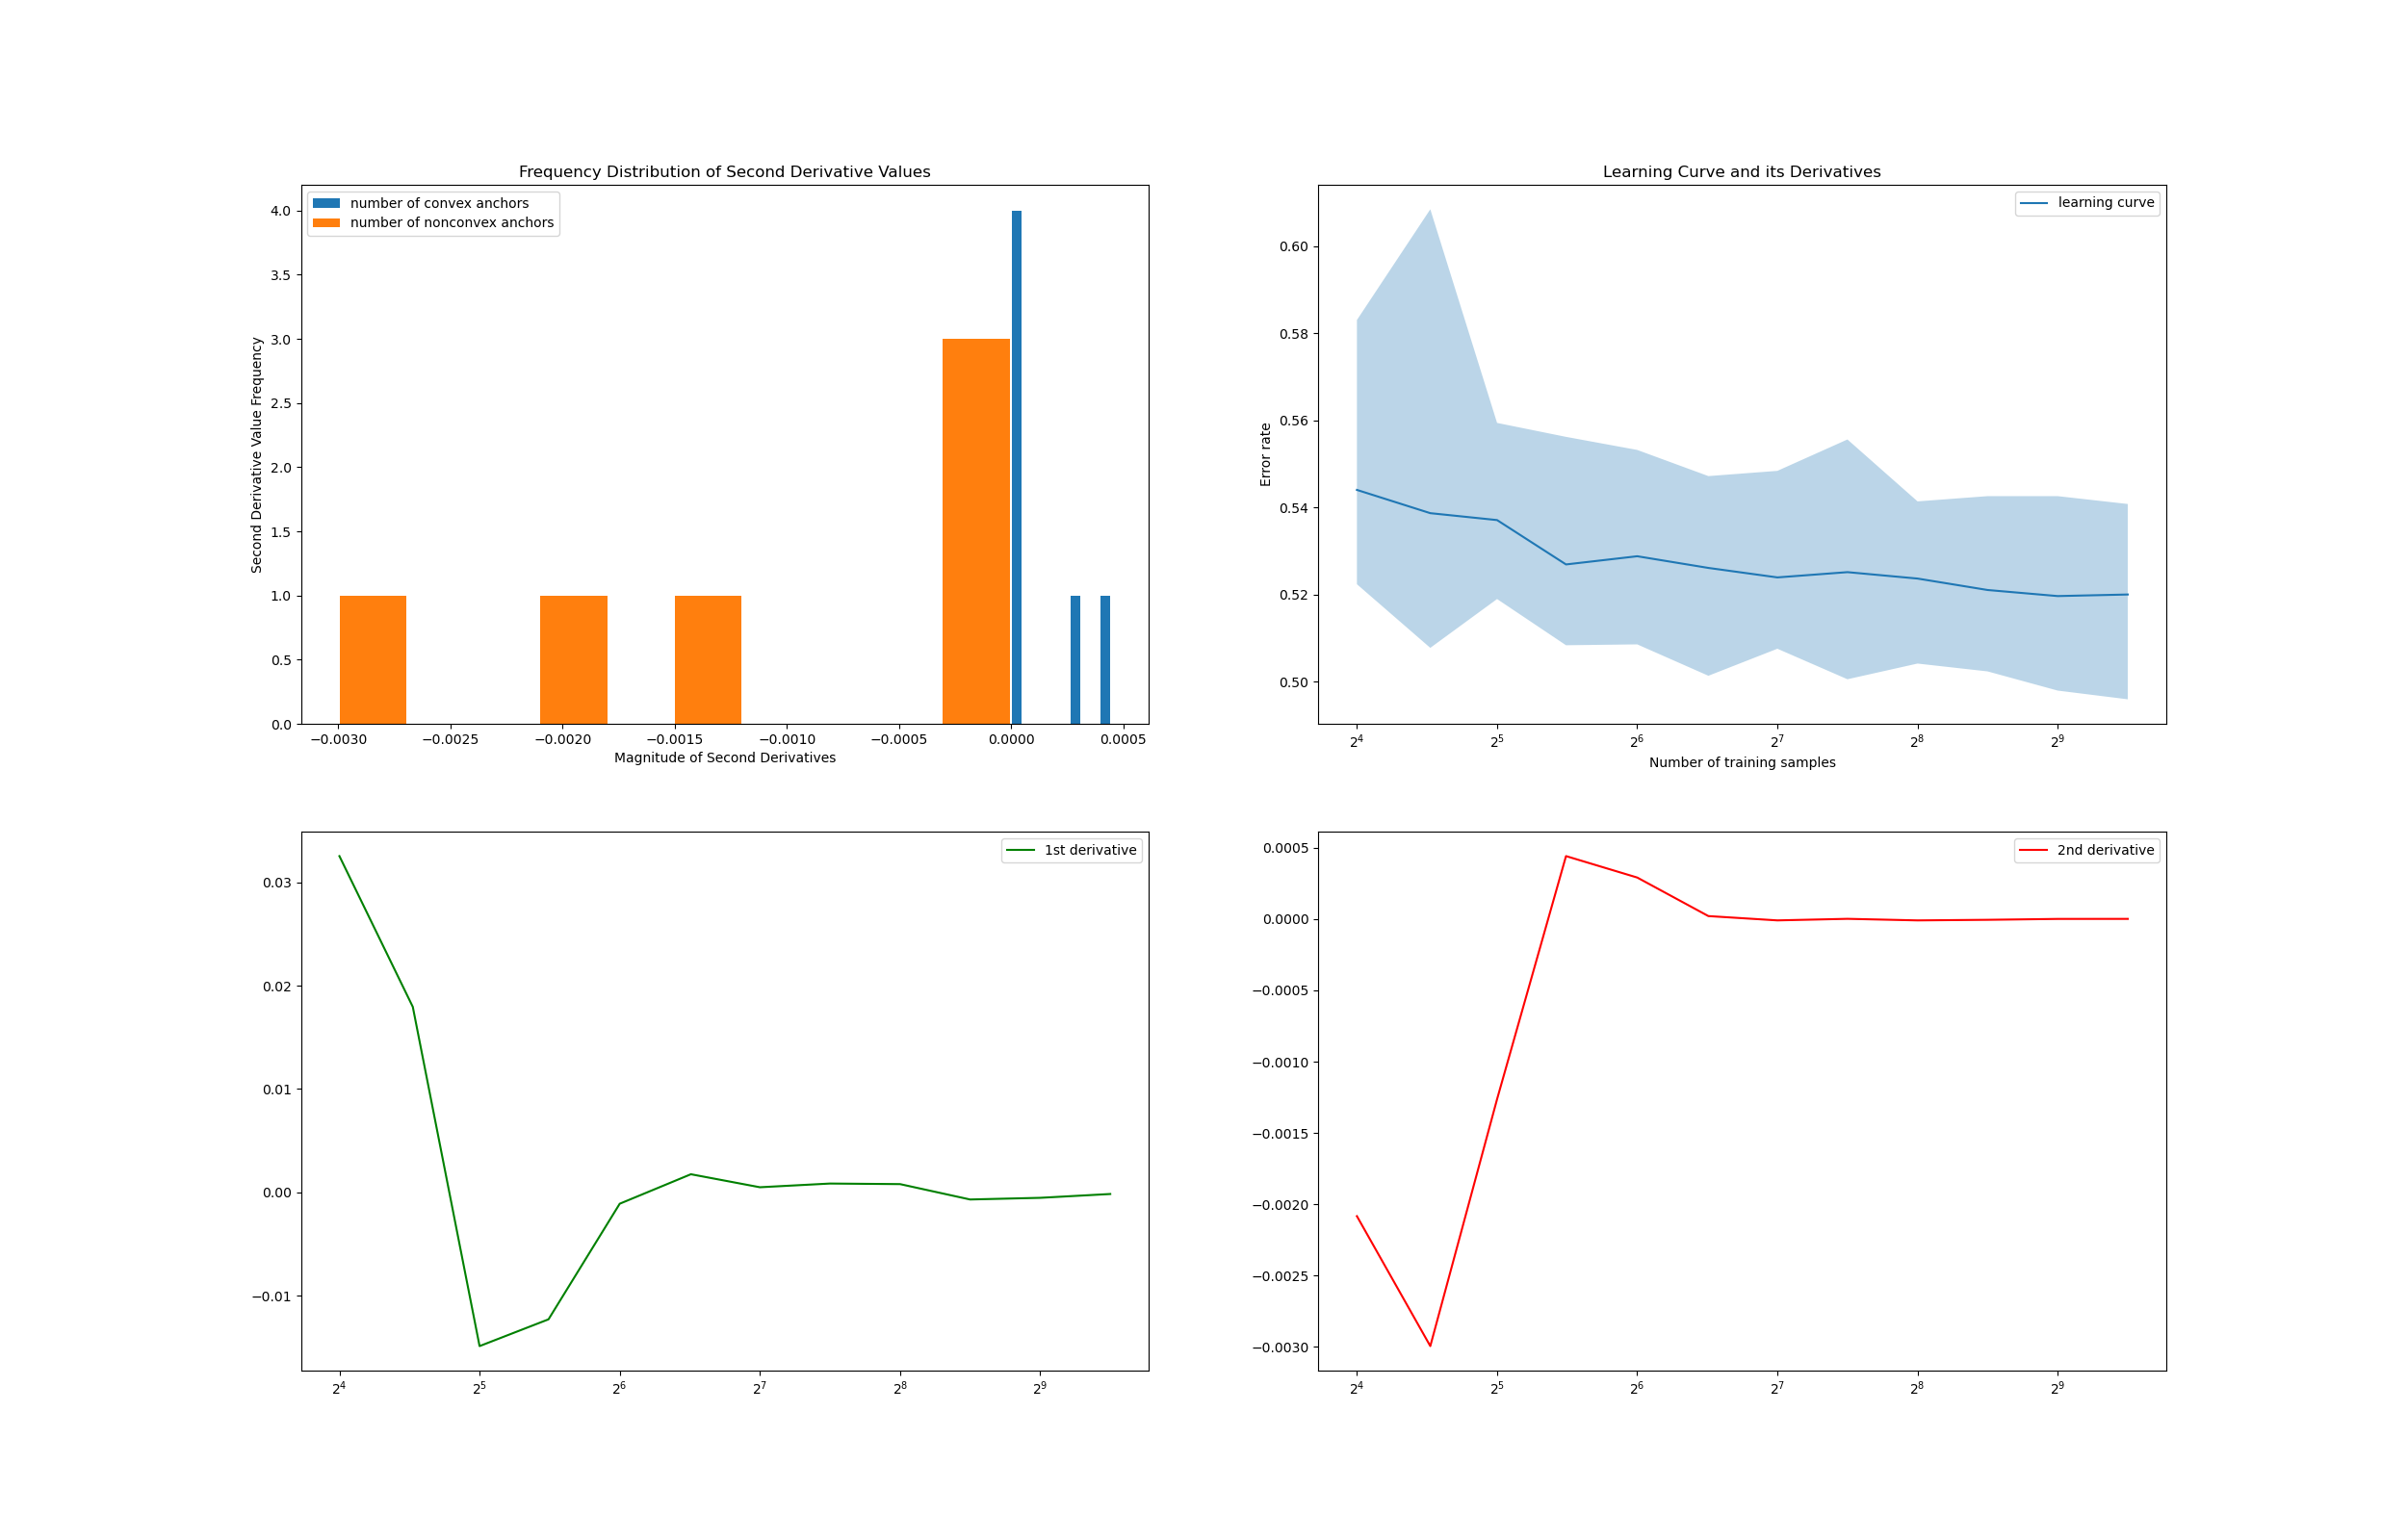 Frequency Distribution of Second Derivative Values
number of convex anchors
number of nonconvex anchors
Second Derivative Value Frequency
4.0
3.5
3.0
2.5
2.0
1.5
1.0
0.5
0.0
−0.0030 −0.0025 −0.0020 −0.0015 −0.0010 −0.0005 0.0000 0.0005
Magnitude of Second Derivatives
Learning Curve and its Derivatives
learning curve
Error rate
0.60
0.58
0.56
0.54
0.52
0.50
2⁴ 2⁵ 2⁶ 2⁷ 2⁸ 2⁹
Number of training samples
1st derivative
0.03
0.02
0.01
0.00
−0.01
2⁴ 2⁵ 2⁶ 2⁷ 2⁸ 2⁹
2nd derivative
0.0005
0.0000
−0.0005
−0.0010
−0.0015
−0.0020
−0.0025
−0.0030
2⁴ 2⁵ 2⁶ 2⁷ 2⁸ 2⁹